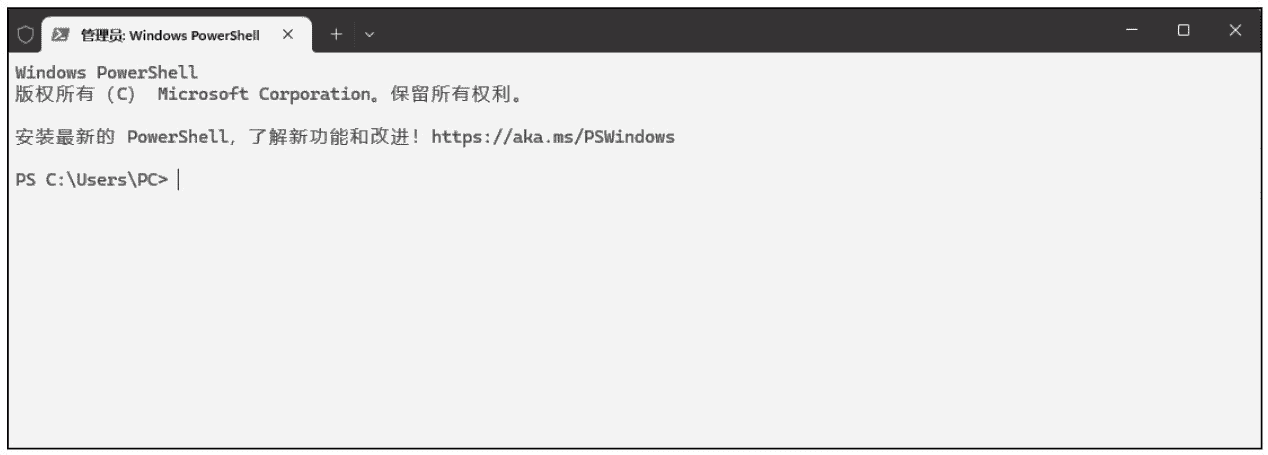 管理员: Windows PowerShell
Windows PowerShell
版权所有（C） Microsoft Corporation。保留所有权利。
安装最新的 PowerShell，了解新功能和改进！https://aka.ms/PSWindows
PS C:\Users\PC>